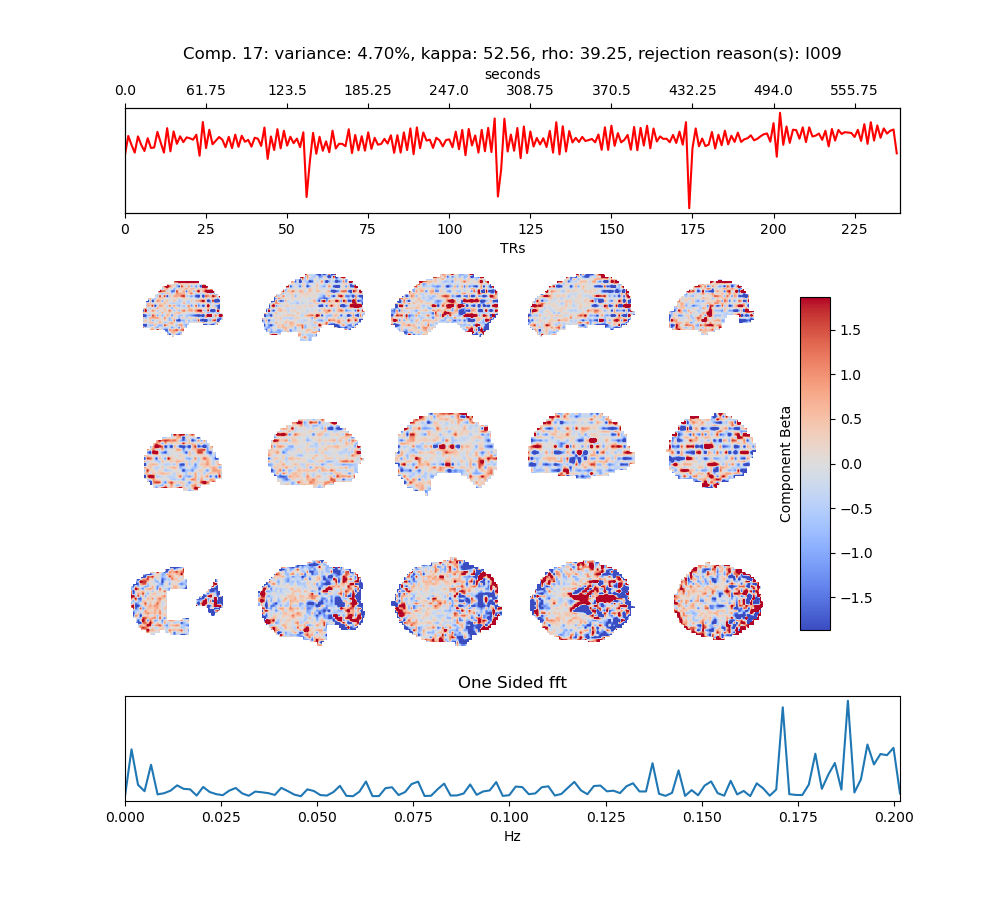 Comp. 17: variance: 4.70%, kappa: 52.56, rho: 39.25, rejection reason(s): I009
seconds
0.0 61.75 123.5 185.25 247.0 308.75 370.5 432.25 494.0 555.75
0 25 50 75 100 125 150 175 200 225
TRs
1.5
1.0
0.5
0.0
−0.5
−1.0
−1.5
Component Beta
One Sided fft
0.000 0.025 0.050 0.075 0.100 0.125 0.150 0.175 0.200
Hz